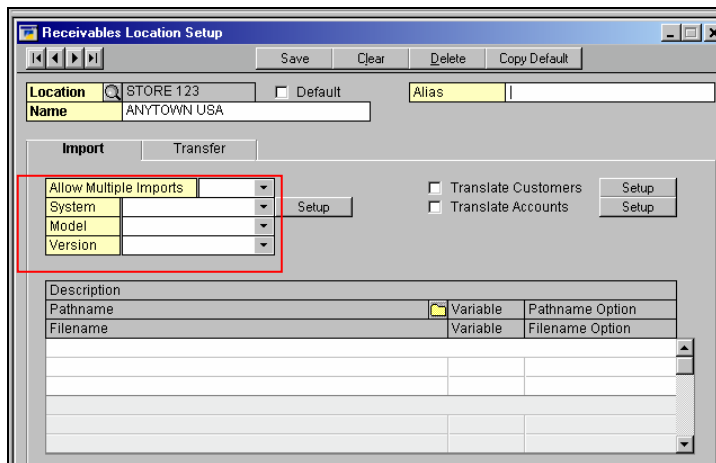 Receivables Location Setup
Save Clear Delete Copy Default
Location STORE 123 Default Alias
Name ANYTOWN USA
Import Transfer
Allow Multiple Imports Translate Customers Setup
System Setup Translate Accounts Setup
Model
Version
Description
Pathname Variable Pathname Option
Filename Variable Filename Option